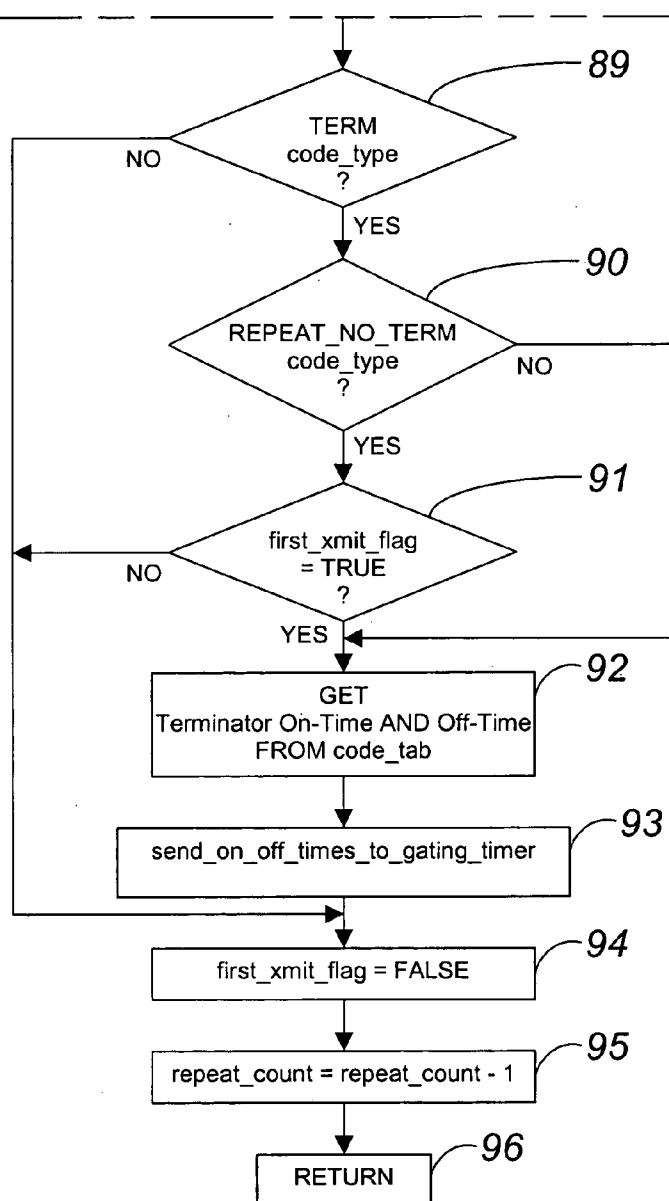 89
TERM
code_type
?
NO
YES
90
REPEAT_NO_TERM
code_type
?
NO
YES
91
first_xmit_flag
= TRUE
?
NO
YES
92
GET
Terminator On-Time AND Off-Time
FROM code_tab
93
send_on_off_times_to_gating_timer
94
first_xmit_flag = FALSE
95
repeat_count = repeat_count - 1
96
RETURN